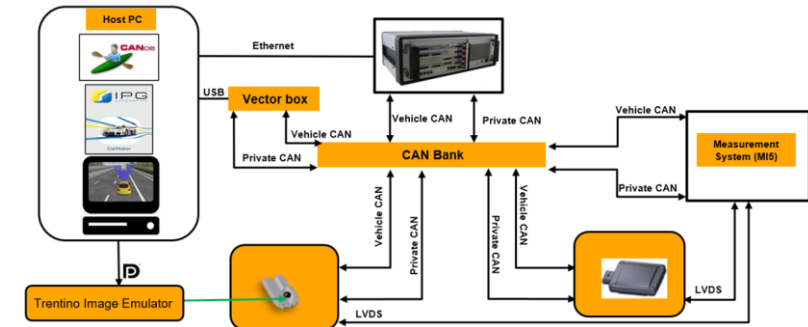 Host PC
CANoe
IPG
CarMaker
Ethernet
USB
Vector box
Vehicle CAN
Private CAN
Vehicle CAN
Private CAN
CAN Bank
Vehicle CAN
Private CAN
Measurement
System (MI5)
Vehicle CAN
Private CAN
Private CAN
Vehicle CAN
D
Trentino Image Emulator
LVDS
LVDS